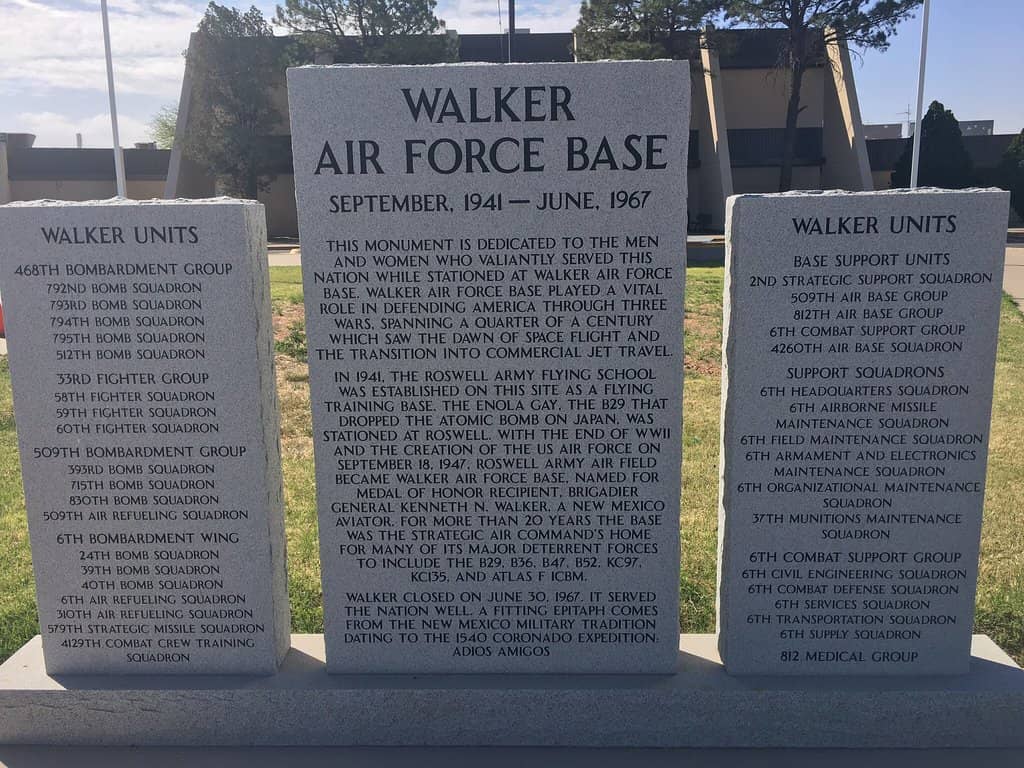 WALKER UNITS
468TH BOMBARDMENT GROUP
792ND BOMB SQUADRON
793RD BOMB SQUADRON
794TH BOMB SQUADRON
795TH BOMB SQUADRON
512TH BOMB SQUADRON
33RD FIGHTER GROUP
58TH FIGHTER SQUADRON
59TH FIGHTER SQUADRON
60TH FIGHTER SQUADRON
509TH BOMBARDMENT GROUP
393RD BOMB SQUADRON
715TH BOMB SQUADRON
830TH BOMB SQUADRON
509TH AIR REFUELING SQUADRON
6TH BOMBARDMENT WING
24TH BOMB SQUADRON
39TH BOMB SQUADRON
40TH BOMB SQUADRON
6TH AIR REFUELING SQUADRON
310TH AIR REFUELING SQUADRON
579TH STRATEGIC MISSILE SQUADRON
4129TH COMBAT CREW TRAINING
SQUADRON
WALKER
AIR FORCE BASE
SEPTEMBER, 1941 — JUNE, 1967
THIS MONUMENT IS DEDICATED TO THE MEN
AND WOMEN WHO VALIANTLY SERVED THIS
NATION WHILE STATIONED AT WALKER AIR FORCE
BASE. WALKER AIR FORCE BASE PLAYED A VITAL
ROLE IN DEFENDING AMERICA THROUGH THREE
WARS, SPANNING A QUARTER OF A CENTURY
WHICH SAW THE DAWN OF SPACE FLIGHT AND
THE TRANSITION INTO COMMERCIAL JET TRAVEL.
IN 1941, THE ROSWELL ARMY FLYING SCHOOL
WAS ESTABLISHED ON THIS SITE AS A FLYING
TRAINING BASE. THE ENOLA GAY, THE B29 THAT
DROPPED THE ATOMIC BOMB ON JAPAN, WAS
STATIONED AT ROSWELL. WITH THE END OF WWII
AND THE CREATION OF THE US AIR FORCE ON
SEPTEMBER 18, 1947, ROSWELL ARMY AIR FIELD
BECAME WALKER AIR FORCE BASE, NAMED FOR
MEDAL OF HONOR RECIPIENT, BRIGADIER
GENERAL KENNETH N. WALKER, A NEW MEXICO
AVIATOR. FOR MORE THAN 20 YEARS THE BASE
WAS THE STRATEGIC AIR COMMAND'S HOME
FOR MANY OF ITS MAJOR DETERRENT FORCES
TO INCLUDE THE B29, B36, B47, B52, KC97,
KC135, AND ATLAS F ICBM.
WALKER CLOSED ON JUNE 30, 1967. IT SERVED
THE NATION WELL. A FITTING EPITAPH COMES
FROM THE NEW MEXICO MILITARY TRADITION
DATING TO THE 1540 CORONADO EXPEDITION:
ADIOS AMIGOS
WALKER UNITS
BASE SUPPORT UNITS
2ND STRATEGIC SUPPORT SQUADRON
509TH AIR BASE GROUP
812TH AIR BASE GROUP
6TH COMBAT SUPPORT GROUP
4260TH AIR BASE SQUADRON
SUPPORT SQUADRONS
6TH HEADQUARTERS SQUADRON
6TH AIRBORNE MISSILE
MAINTENANCE SQUADRON
6TH FIELD MAINTENANCE SQUADRON
6TH ARMAMENT AND ELECTRONICS
MAINTENANCE SQUADRON
6TH ORGANIZATIONAL MAINTENANCE
SQUADRON
37TH MUNITIONS MAINTENANCE
SQUADRON
6TH COMBAT SUPPORT GROUP
6TH CIVIL ENGINEERING SQUADRON
6TH COMBAT DEFENSE SQUADRON
6TH SERVICES SQUADRON
6TH TRANSPORTATION SQUADRON
6TH SUPPLY SQUADRON
812 MEDICAL GROUP